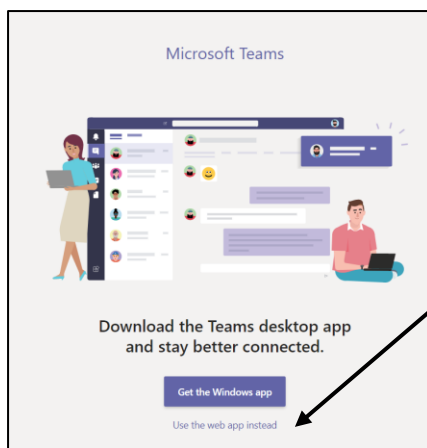 Microsoft Teams
Download the Teams desktop app
and stay better connected.
Get the Windows app
Use the web app instead